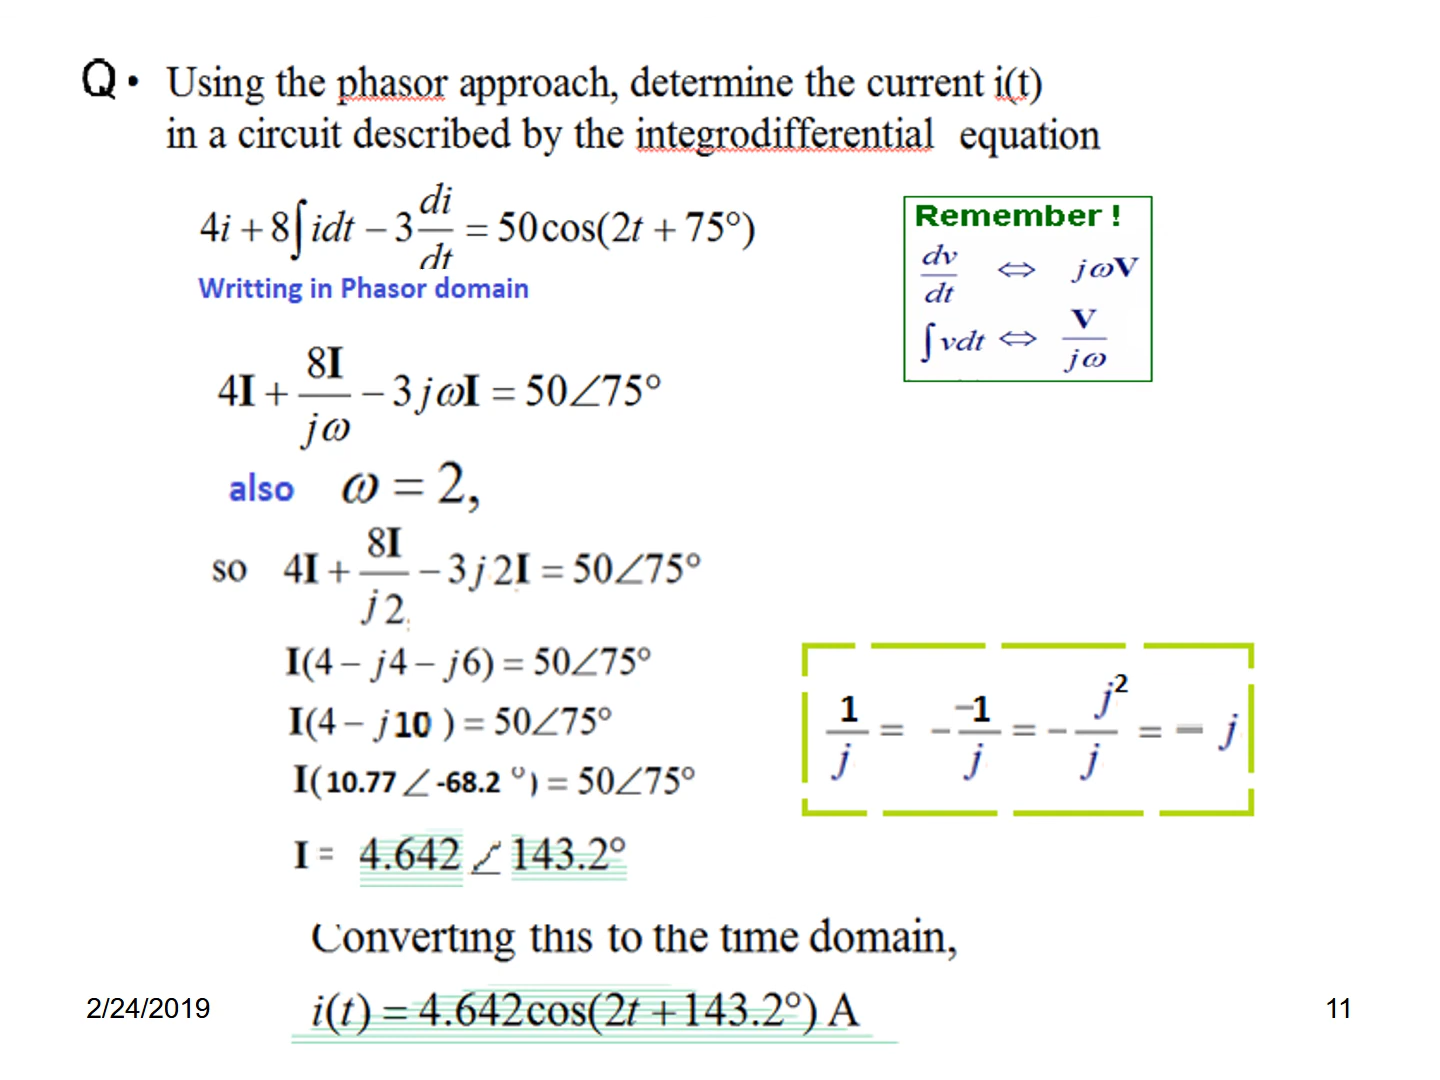 Q• Using the phasor approach, determine the current i(t)
in a circuit described by the integrodifferential equation
4i + 8∫idt − 3 di/dt = 50cos(2t + 75°)
Writting in Phasor domain
Remember !
dv/dt ⇔ jωV
∫vdt ⇔ V/jω
4I + 8I/jω − 3jωI = 50∠75°
also ω = 2,
so 4I + 8I/j2 − 3j2I = 50∠75°
I(4 − j4 − j6) = 50∠75°
I(4 − j10 ) = 50∠75°
I( 10.77 ∠ -68.2 °) = 50∠75°
1/j = − −1/j = − j²/j = − j
I = 4.642 ∠ 143.2°
Converting this to the time domain,
i(t) = 4.642cos(2t + 143.2°) A
2/24/2019
11